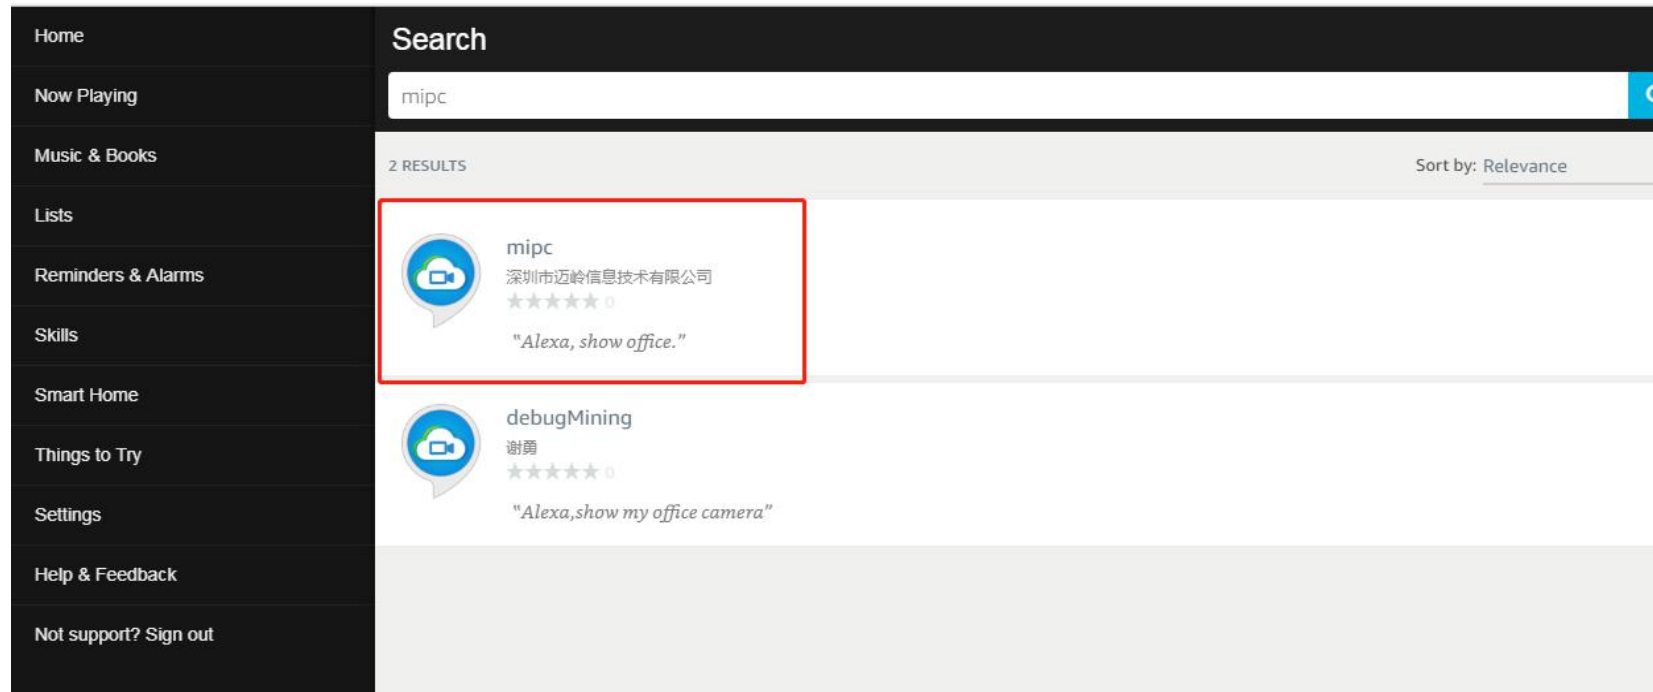 Home
Now Playing
Music & Books
Lists
Reminders & Alarms
Skills
Smart Home
Things to Try
Settings
Help & Feedback
Not support? Sign out
Search
mipc
2 RESULTS
Sort by: Relevance
mipc
深圳市迈岭信息技术有限公司
0
"Alexa, show office."
debugMining
谢勇
0
"Alexa,show my office camera"